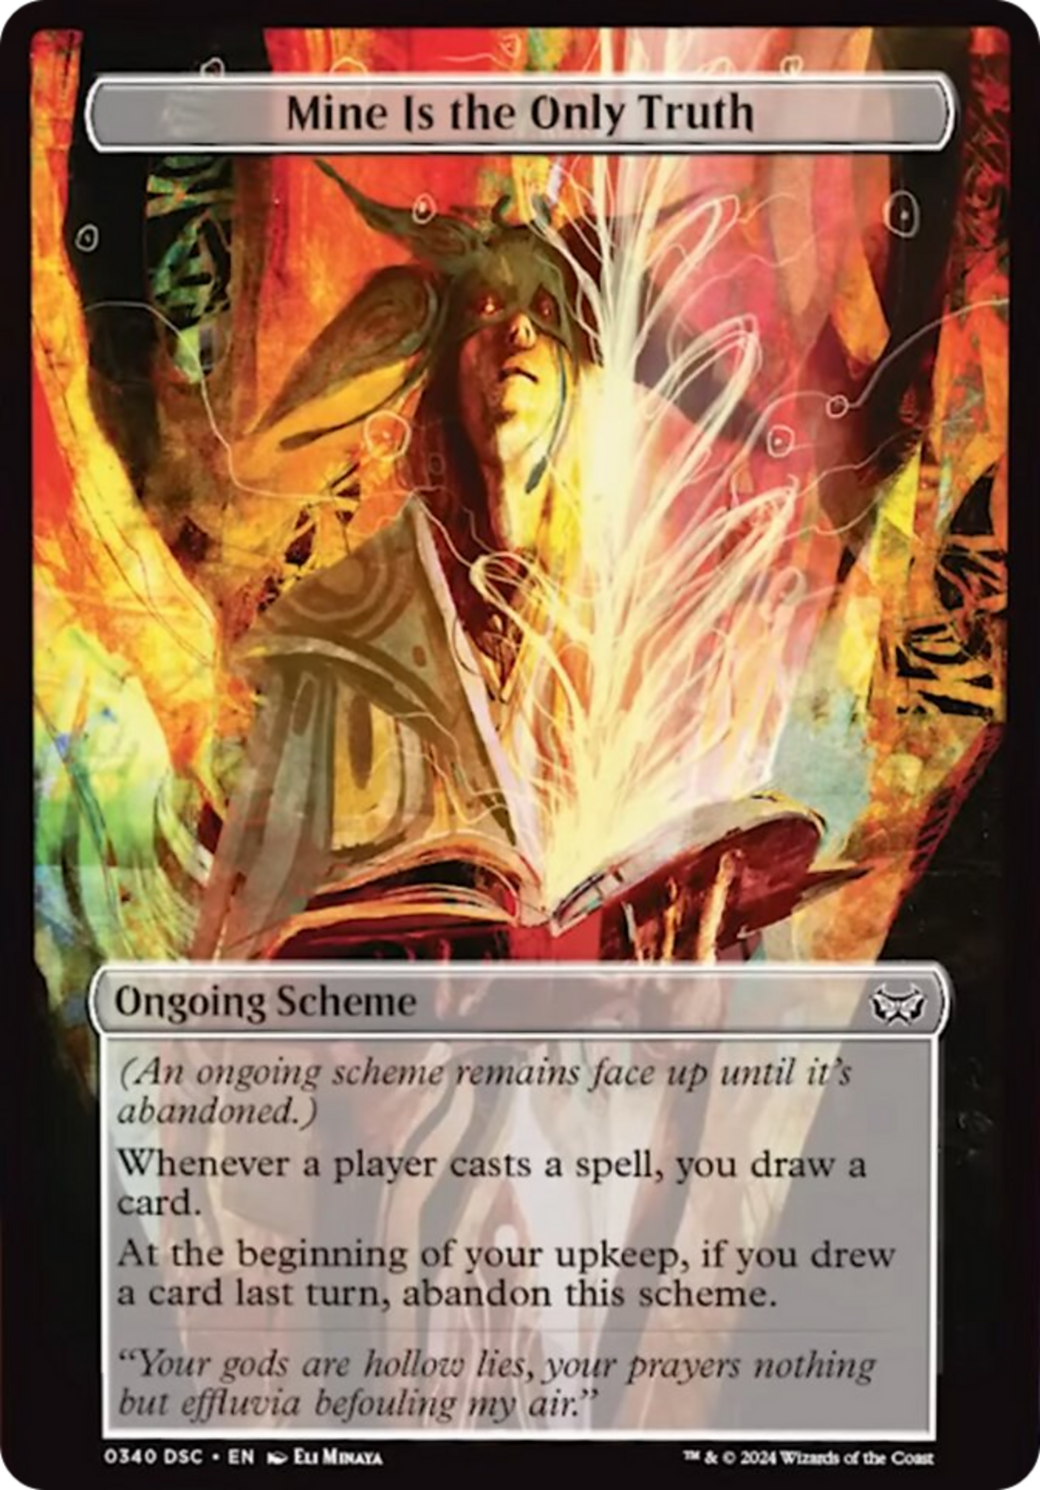 Mine Is the Only Truth
Ongoing Scheme
(An ongoing scheme remains face up until it's
abandoned.)
Whenever a player casts a spell, you draw a
card.
At the beginning of your upkeep, if you drew
a card last turn, abandon this scheme.
"Your gods are hollow lies, your prayers nothing
but effluvia befouling my air."
0340 DSC • EN Eli Minaya
™ & © 2024 Wizards of the Coast